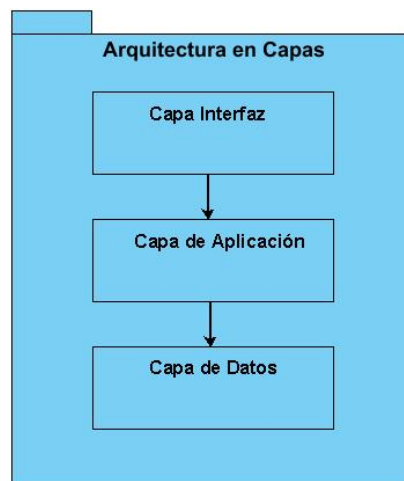 Arquitectura en Capas
Capa Interfaz
Capa de Aplicación
Capa de Datos